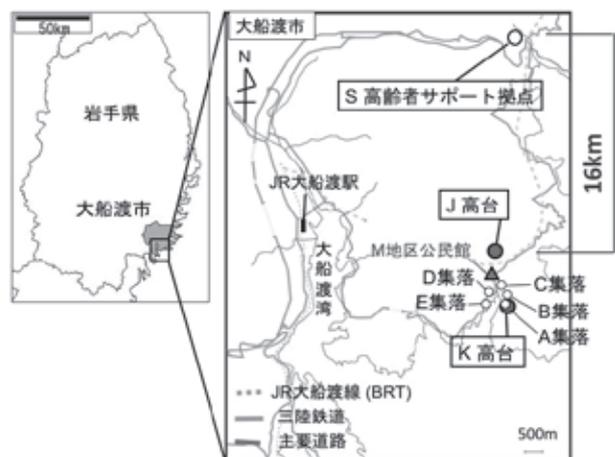 50km
岩手県
大船渡市
大船渡市
N
S 高齢者サポート拠点
16km
JR大船渡駅
J 高台
M地区公民館
大船渡湾
D集落
C集落
E集落
B集落
A集落
K 高台
JR大船渡線 (BRT)
三陸鉄道
主要道路
500m